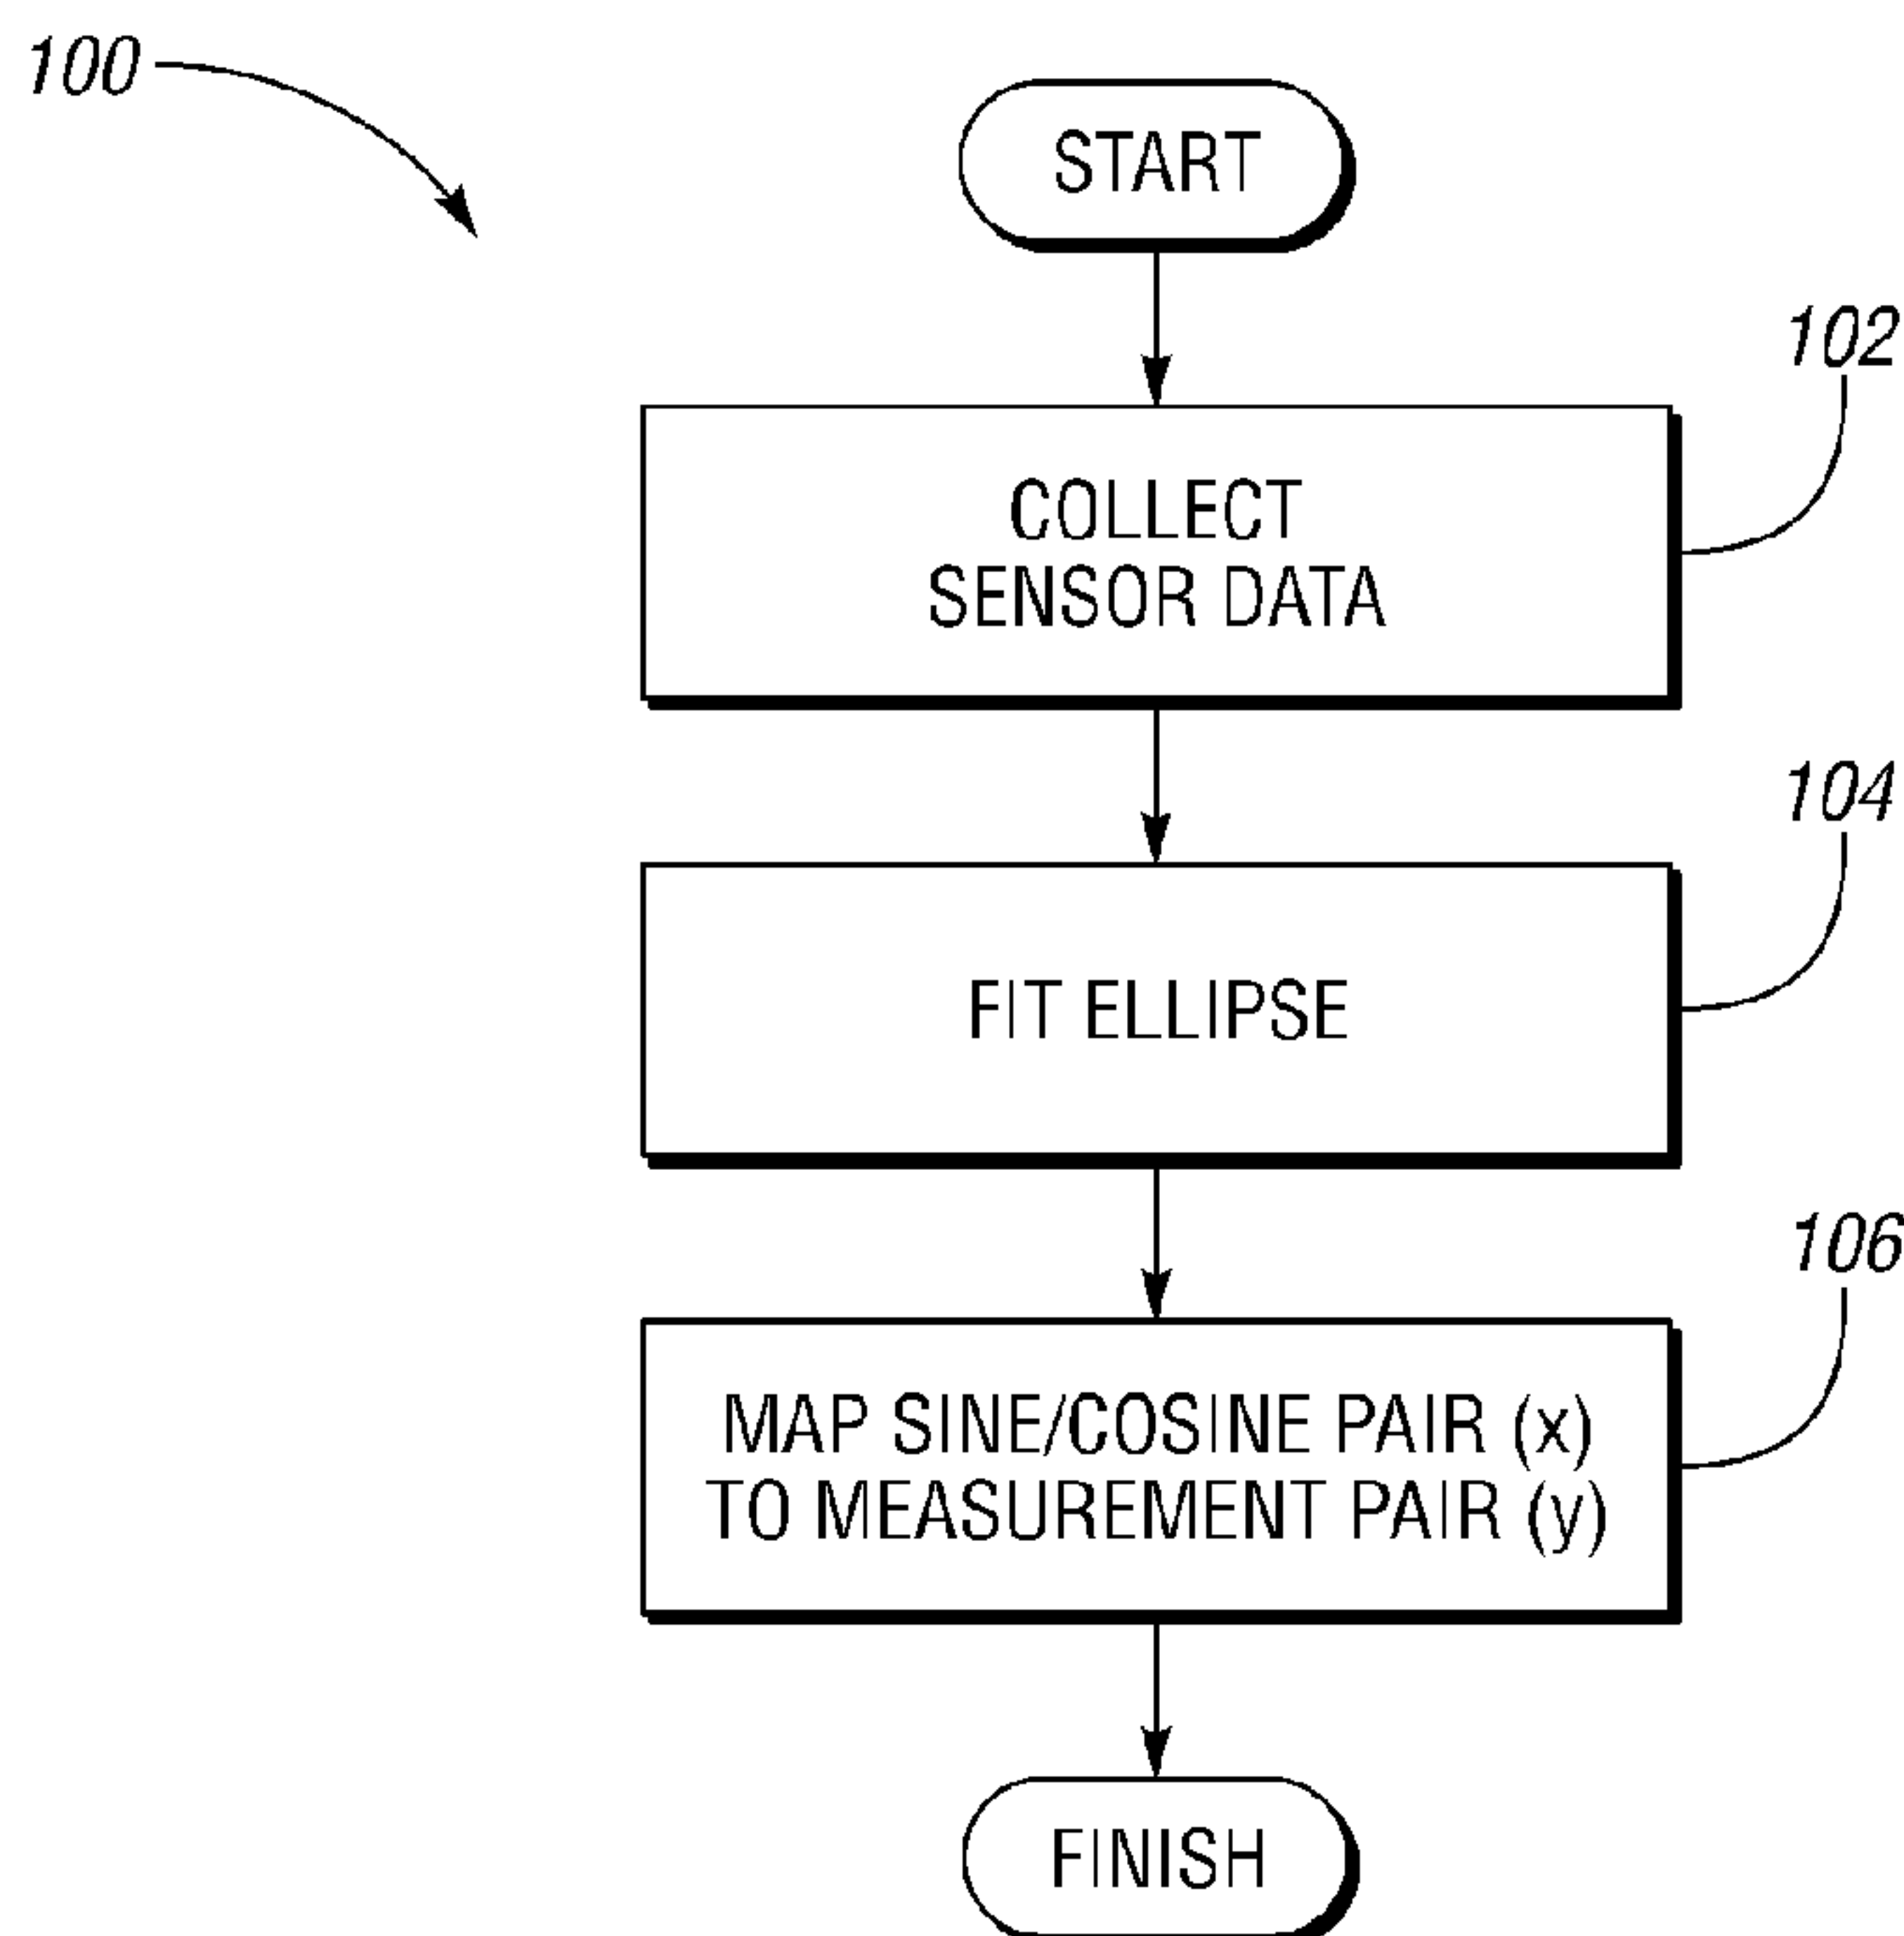 100
START
102
COLLECT
SENSOR DATA
104
FIT ELLIPSE
106
MAP SINE/COSINE PAIR (x)
TO MEASUREMENT PAIR (y)
FINISH